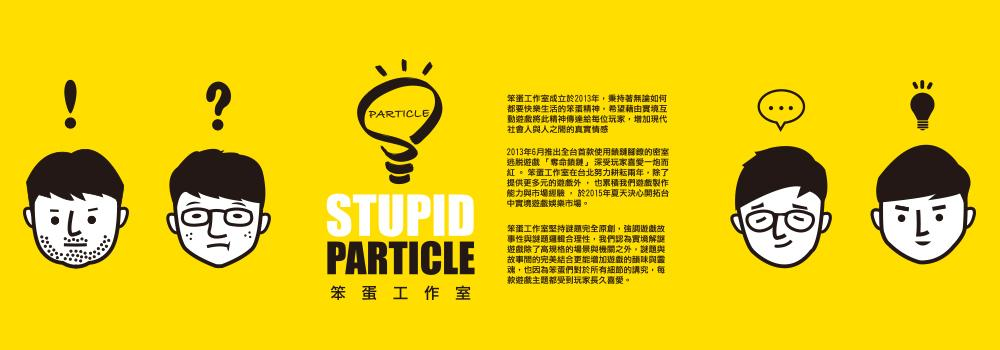 !
?
PARTICLE
STUPID
PARTICLE
笨蛋工作室
笨蛋工作室成立於2013年，秉持著無論如何
都要快樂生活的笨蛋精神，希望藉由實境互
動遊戲將此精神傳達給每位玩家，增加現代
社會人與人之間的真實情感
2013年6月推出全台首款使用鎖鏈腳鐐的密室
逃脫遊戲「奪命鎖鏈」深受玩家喜愛一炮而
紅。笨蛋工作室在台北努力耕耘兩年，除了
提供更多元的遊戲外，也累積我們遊戲製作
能力與市場經驗，於2015年夏天決心開拓台
中實境遊戲娛樂市場。
笨蛋工作室堅持謎題完全原創，強調遊戲故
事性與謎題邏輯合理性，我們認為實境解謎
遊戲除了高規格的場景與機關之外，謎題與
故事間的完美結合更能增加遊戲的韻味與靈
魂，也因為笨蛋們對於所有細節的講究，每
款遊戲主題都受到玩家長久喜愛。